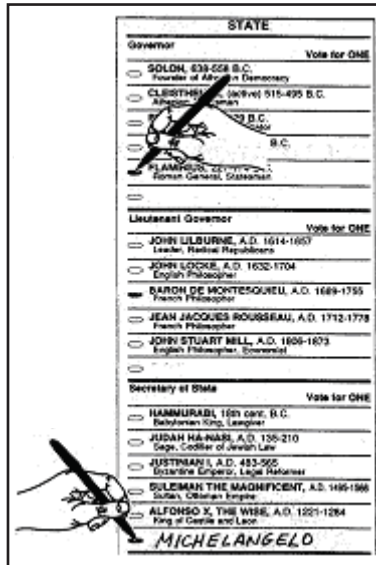 STATE
Governor
Vote for ONE
SOLON, 638-558 B.C.
Founder of Democracy
(active) 515-495 B.C.
B.C.
Roman General, Statesman
Lieutenant Governor
Vote for ONE
JOHN LILBURNE, A.D. 1614-1657
Leader, Radical Republicans
JOHN LOCKE, A.D. 1632-1704
English Philosopher
BARON DE MONTESQUIEU, A.D. 1689-1755
French Philosopher
JEAN JACQUES ROUSSEAU, A.D. 1712-1778
French Philosopher
JOHN STUART MILL, A.D. 1806-1873
English Philosopher, Economist
Secretary of State
Vote for ONE
HAMMURABI, 18th cent. B.C.
Babylonian King, Lawgiver
JUDAH HA-NASI, A.D. 135-210
Sage, Codifier of Jewish Law
JUSTINIAN I, A.D. 483-565
Byzantine Emperor, Legal Reformer
SULEIMAN THE MAGNIFICENT, A.D.
Sultan, Ottoman Empire
ALFONSO X, THE WISE, A.D. 1221-1284
King of Castile and Leon
MICHELANGELO